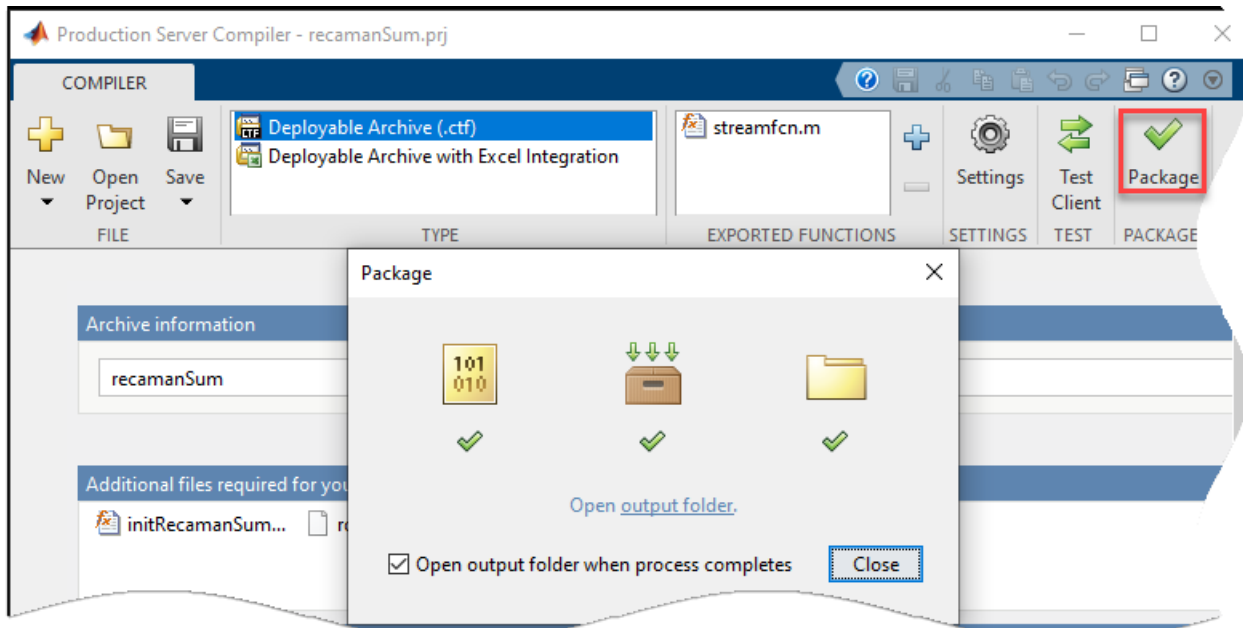 Production Server Compiler - recamanSum.prj
COMPILER
New
Open Project
Save
FILE
CTF
Deployable Archive (.ctf)
Deployable Archive with Excel Integration
TYPE
streamfcn.m
EXPORTED FUNCTIONS
Settings
SETTINGS
Test Client
TEST
Package
PACKAGE
Package
Archive information
recamanSum
101
010
Additional files required for you
initRecamanSum...
Open output folder.
Open output folder when process completes
Close